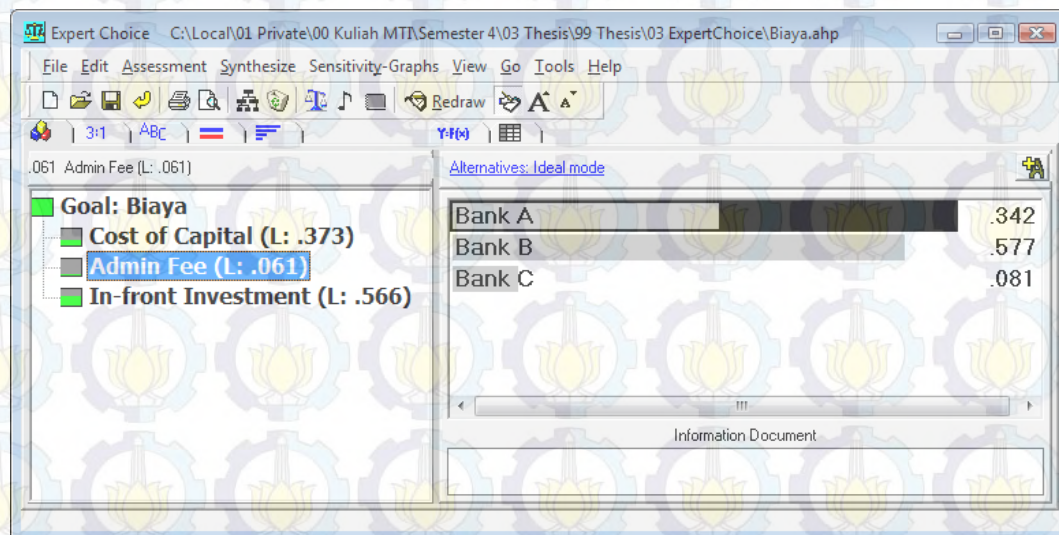 Expert Choice C:\Local\01 Private\00 Kuliah MTI\Semester 4\03 Thesis\99 Thesis\03 ExpertChoice\Biaya.ahp
File Edit Assessment Synthesize Sensitivity-Graphs View Go Tools Help
Redraw A A
3:1 ABC Y=F(x)
.061 Admin Fee (L: .061)
Alternatives: Ideal mode
Goal: Biaya
Cost of Capital (L: .373)
Admin Fee (L: .061)
In-front Investment (L: .566)
Bank A .342
Bank B .577
Bank C .081
Information Document